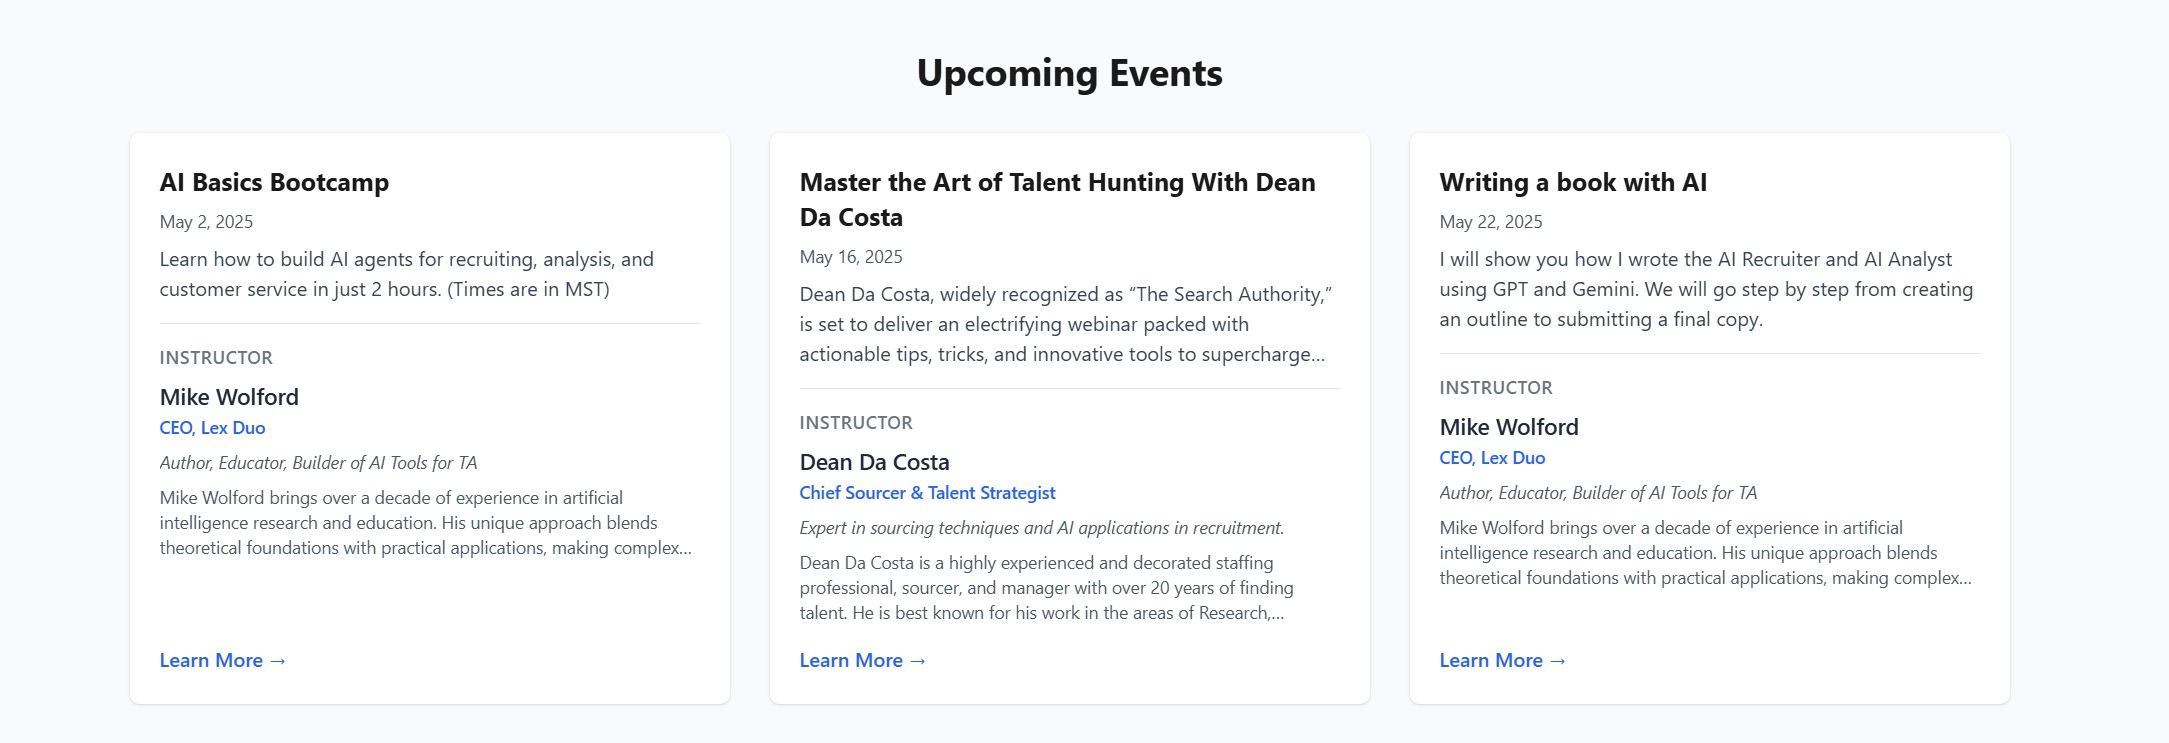 Upcoming Events
AI Basics Bootcamp
May 2, 2025
Learn how to build AI agents for recruiting, analysis, and
customer service in just 2 hours. (Times are in MST)
INSTRUCTOR
Mike Wolford
CEO, Lex Duo
Author, Educator, Builder of AI Tools for TA
Mike Wolford brings over a decade of experience in artificial
intelligence research and education. His unique approach blends
theoretical foundations with practical applications, making complex...
Learn More →
Master the Art of Talent Hunting With Dean
Da Costa
May 16, 2025
Dean Da Costa, widely recognized as “The Search Authority,”
is set to deliver an electrifying webinar packed with
actionable tips, tricks, and innovative tools to supercharge...
INSTRUCTOR
Dean Da Costa
Chief Sourcer & Talent Strategist
Expert in sourcing techniques and AI applications in recruitment.
Dean Da Costa is a highly experienced and decorated staffing
professional, sourcer, and manager with over 20 years of finding
talent. He is best known for his work in the areas of Research,...
Learn More →
Writing a book with AI
May 22, 2025
I will show you how I wrote the AI Recruiter and AI Analyst
using GPT and Gemini. We will go step by step from creating
an outline to submitting a final copy.
INSTRUCTOR
Mike Wolford
CEO, Lex Duo
Author, Educator, Builder of AI Tools for TA
Mike Wolford brings over a decade of experience in artificial
intelligence research and education. His unique approach blends
theoretical foundations with practical applications, making complex...
Learn More →